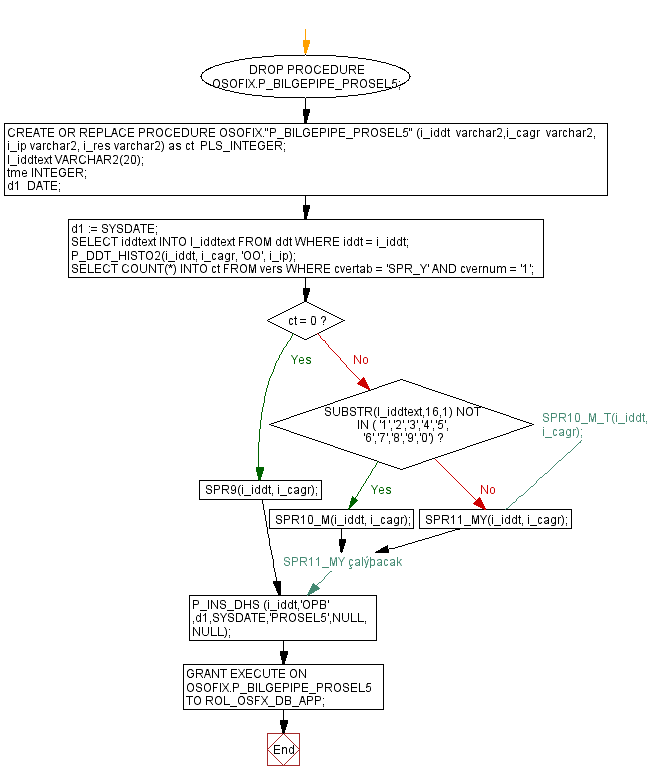 DROP PROCEDURE
OSOFIX.P_BILGEPIPE_PROSEL5;
CREATE OR REPLACE PROCEDURE OSOFIX."P_BILGEPIPE_PROSEL5" (i_iddt varchar2,i_cagr varchar2,
i_ip varchar2, i_res varchar2) as ct PLS_INTEGER;
l_iddtext VARCHAR2(20);
tme INTEGER;
d1 DATE;
d1 := SYSDATE;
SELECT iddtext INTO l_iddtext FROM ddt WHERE iddt = i_iddt;
P_DDT_HISTO2(i_iddt, i_cagr, 'OO', i_ip);
SELECT COUNT(*) INTO ct FROM vers WHERE cvertab = 'SPR_Y' AND cvernum = '1';
ct = 0 ?
Yes
No
SUBSTR(l_iddtext,16,1) NOT
IN ( '1','2','3','4','5',
'6','7','8','9','0') ?
SPR10_M_T(i_iddt,
i_cagr);
Yes
No
SPR9(i_iddt, i_cagr);
SPR10_M(i_iddt, i_cagr);
SPR11_MY(i_iddt, i_cagr);
SPR11_MY çalýþacak
P_INS_DHS (i_iddt,'OPB'
,d1,SYSDATE,'PROSEL5',NULL,
NULL);
GRANT EXECUTE ON
OSOFIX.P_BILGEPIPE_PROSEL5
TO ROL_OSFX_DB_APP;
End